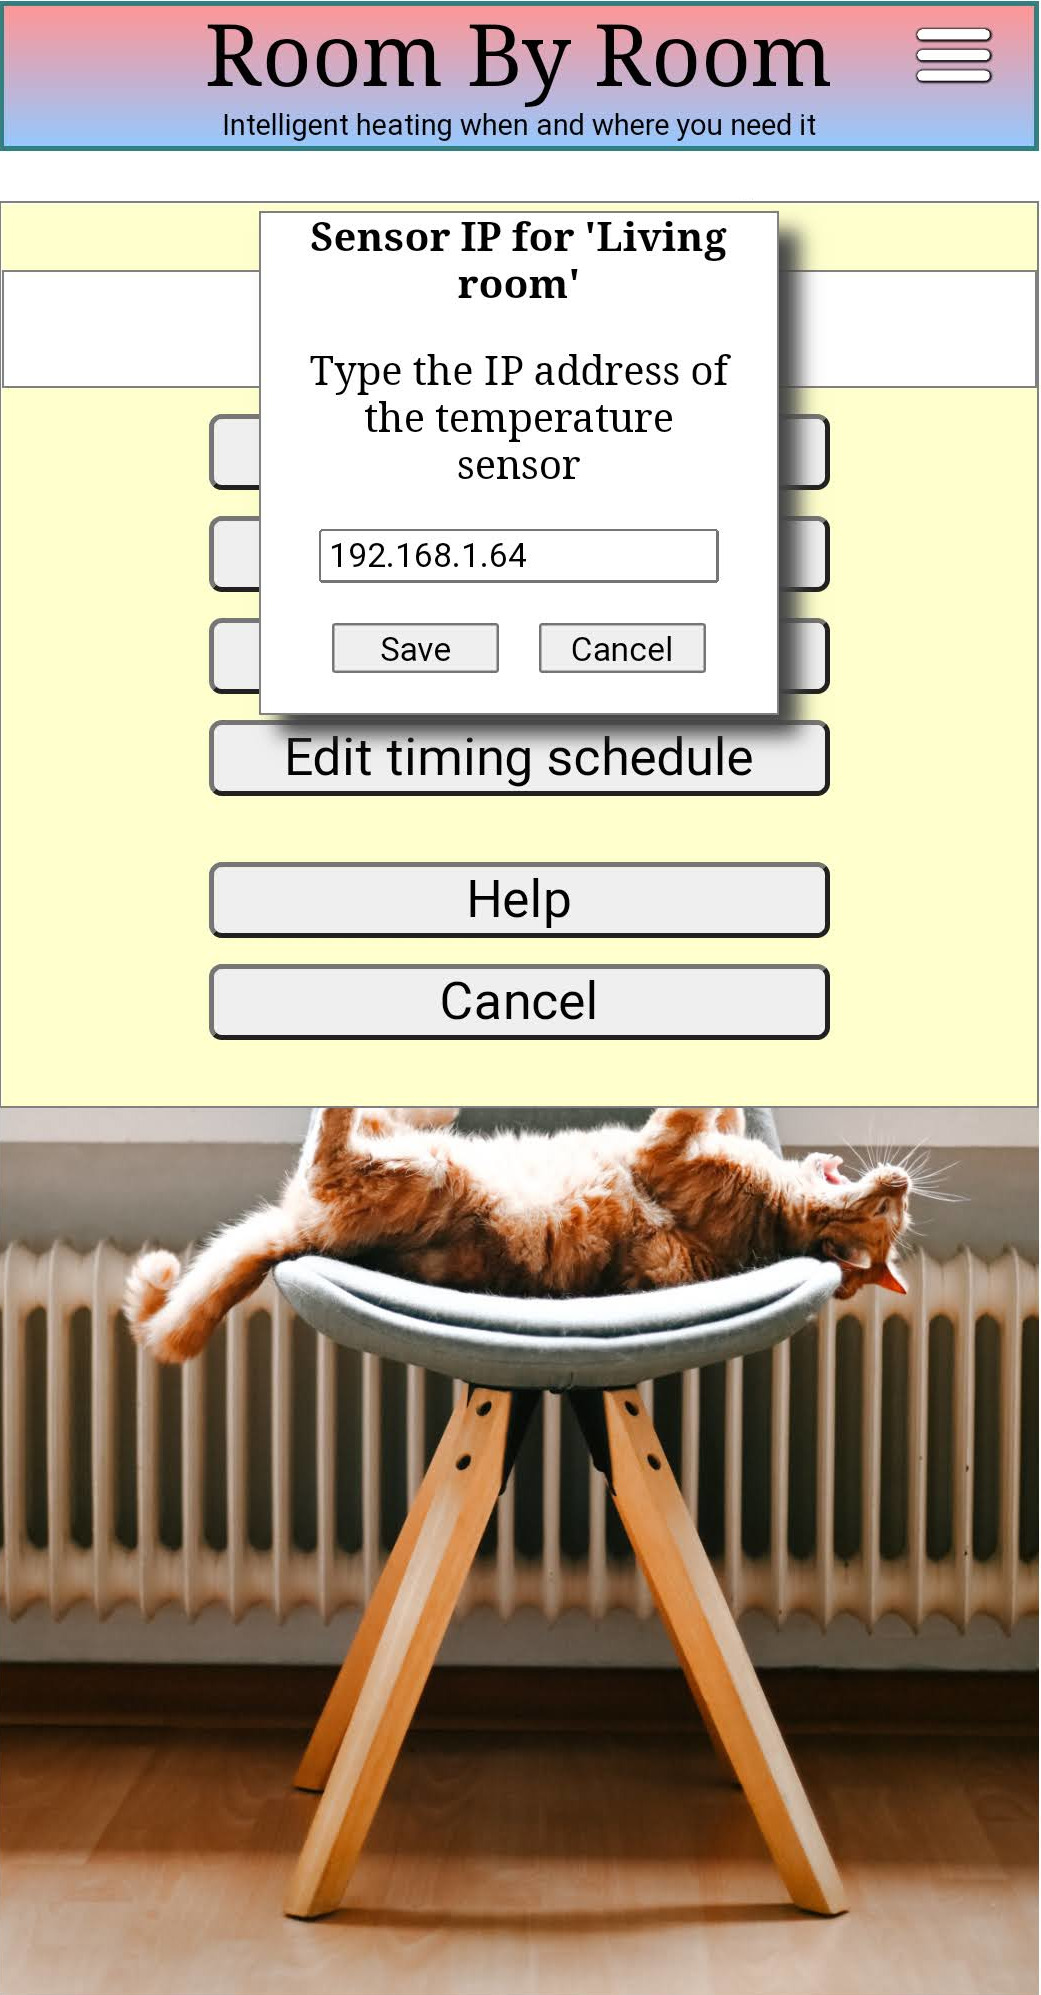 Room By Room
Intelligent heating when and where you need it
Sensor IP for 'Living
room'
Type the IP address of
the temperature
sensor
192.168.1.64
Save Cancel
Edit timing schedule
Help
Cancel